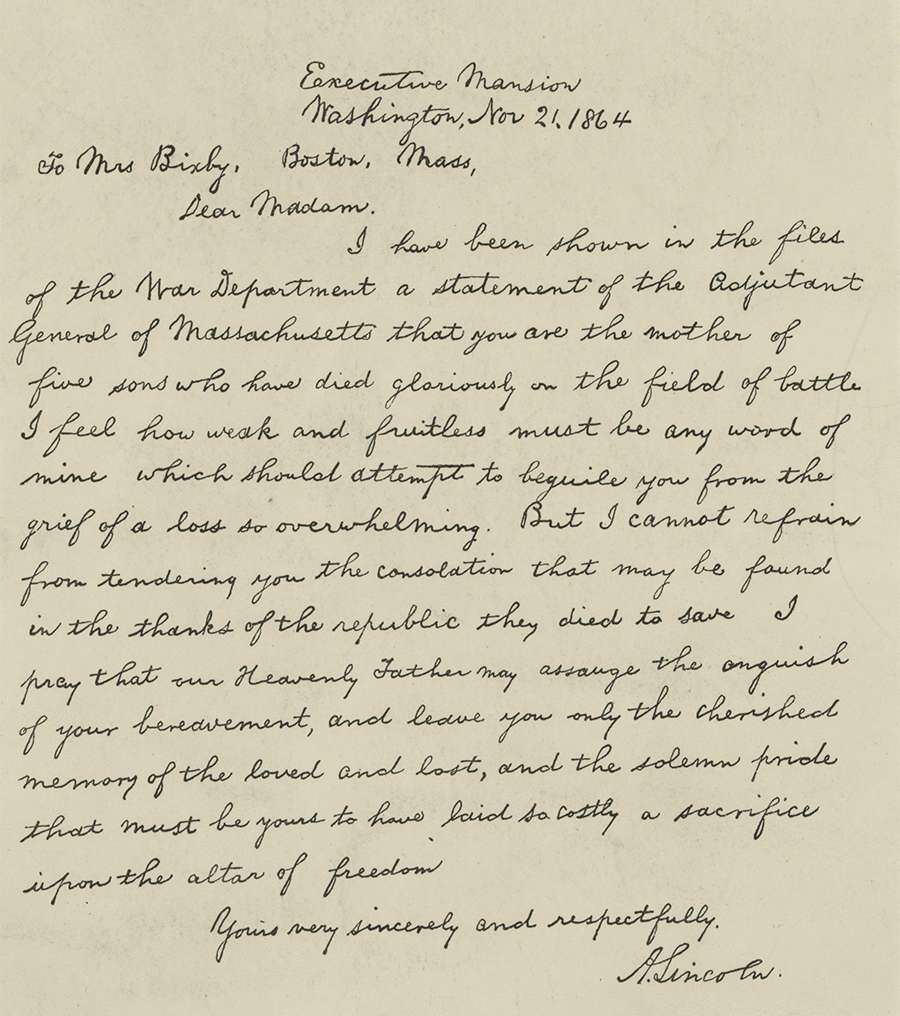 Executive Mansion
Washington, Nov 21, 1864
To Mrs Bixby, Boston, Mass,
Dear Madam.
I have been shown in the files
of the War Department a statement of the Adjutant
General of Massachusetts that you are the mother of
five sons who have died gloriously on the field of battle
I feel how weak and fruitless must be any word of
mine which should attempt to beguile you from the
grief of a loss so overwhelming. But I cannot refrain
from tendering you the consolation that may be found
in the thanks of the republic they died to save I
pray that our Heavenly Father may assauge the anguish
of your bereavement, and leave you only the cherished
memory of the loved and lost, and the solemn pride
that must be yours to have laid so costly a sacrifice
upon the altar of freedom
Yours very sincerely and respectfully.
A. Lincoln.